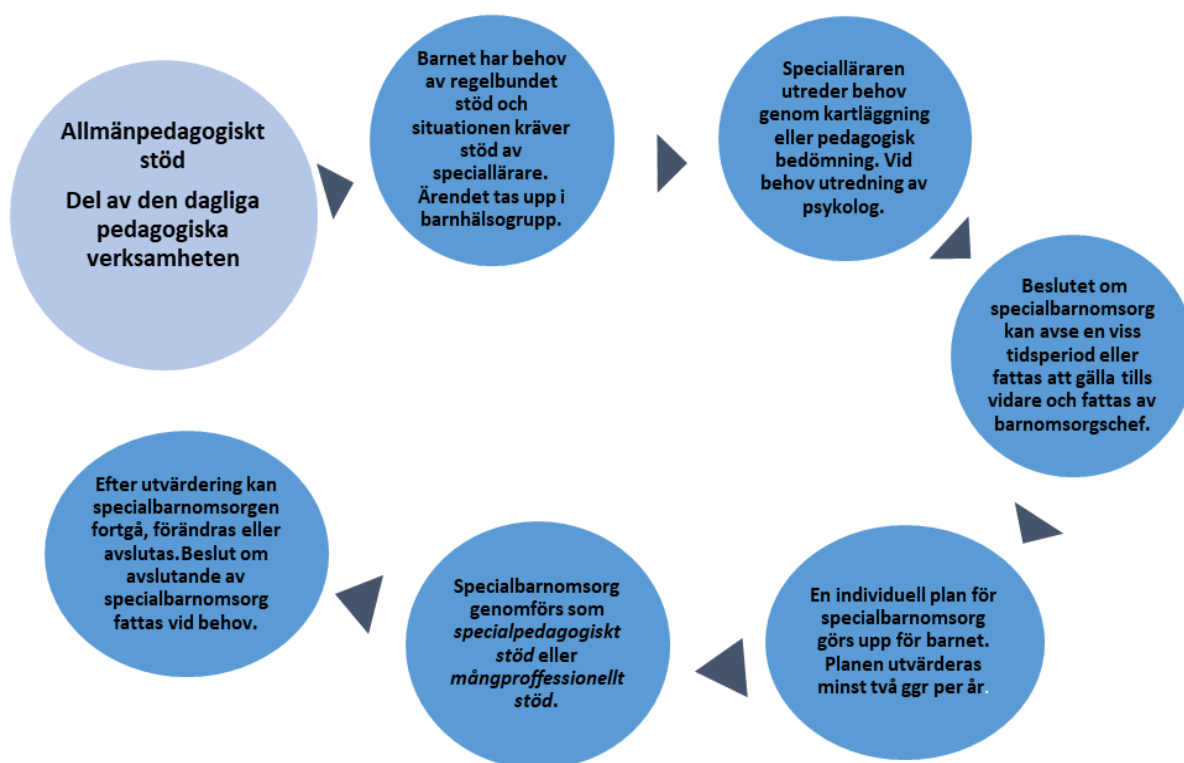 Allmänpedagogiskt
stöd
Del av den dagliga
pedagogiska
verksamheten
Barnet har behov
av regelbundet
stöd och
situationen kräver
stöd av
speciallärare.
Ärendet tas upp i
barnhälsogrupp.
Specialläraren
utreder behov
genom kartläggning
eller pedagogisk
bedömning. Vid
behov utredning av
psykolog.
Beslutet om
specialbarnomsorg
kan avse en viss
tidsperiod eller
fattas att gälla tills
vidare och fattas av
barnomsorgschef.
En individuell plan för
specialbarnomsorg
görs upp för barnet.
Planen utvärderas
minst två ggr per år.
Specialbarnomsorg
genomförs som
specialpedagogiskt
stöd eller
mångproffessionellt
stöd.
Efter utvärdering kan
specialbarnomsorgen
fortgå, förändras eller
avslutas.Beslut om
avslutande av
specialbarnomsorg
fattas vid behov.